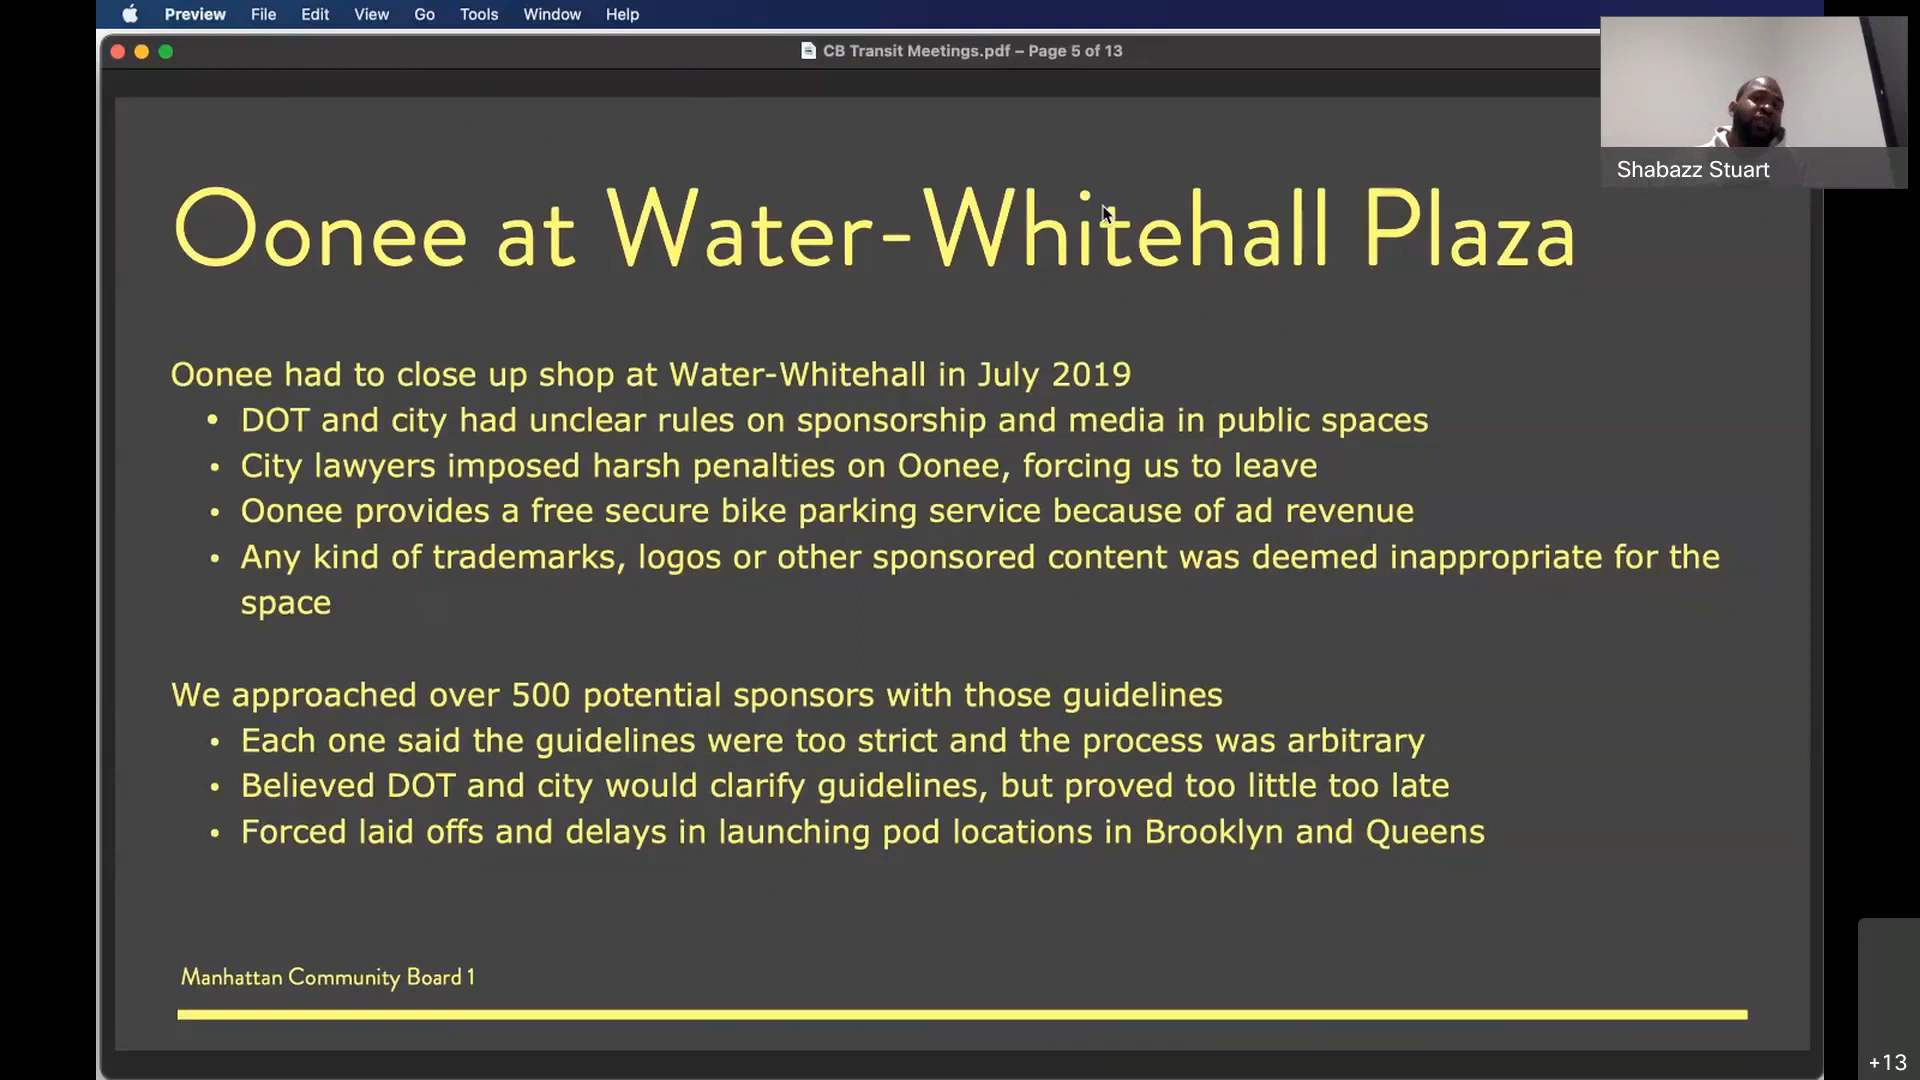 Preview File Edit View Go Tools Window Help
CB Transit Meetings.pdf – Page 5 of 13
Shabazz Stuart
Oonee at Water-Whitehall Plaza
Oonee had to close up shop at Water-Whitehall in July 2019
• DOT and city had unclear rules on sponsorship and media in public spaces
• City lawyers imposed harsh penalties on Oonee, forcing us to leave
• Oonee provides a free secure bike parking service because of ad revenue
• Any kind of trademarks, logos or other sponsored content was deemed inappropriate for the
space
We approached over 500 potential sponsors with those guidelines
• Each one said the guidelines were too strict and the process was arbitrary
• Believed DOT and city would clarify guidelines, but proved too little too late
• Forced laid offs and delays in launching pod locations in Brooklyn and Queens
Manhattan Community Board 1
+13